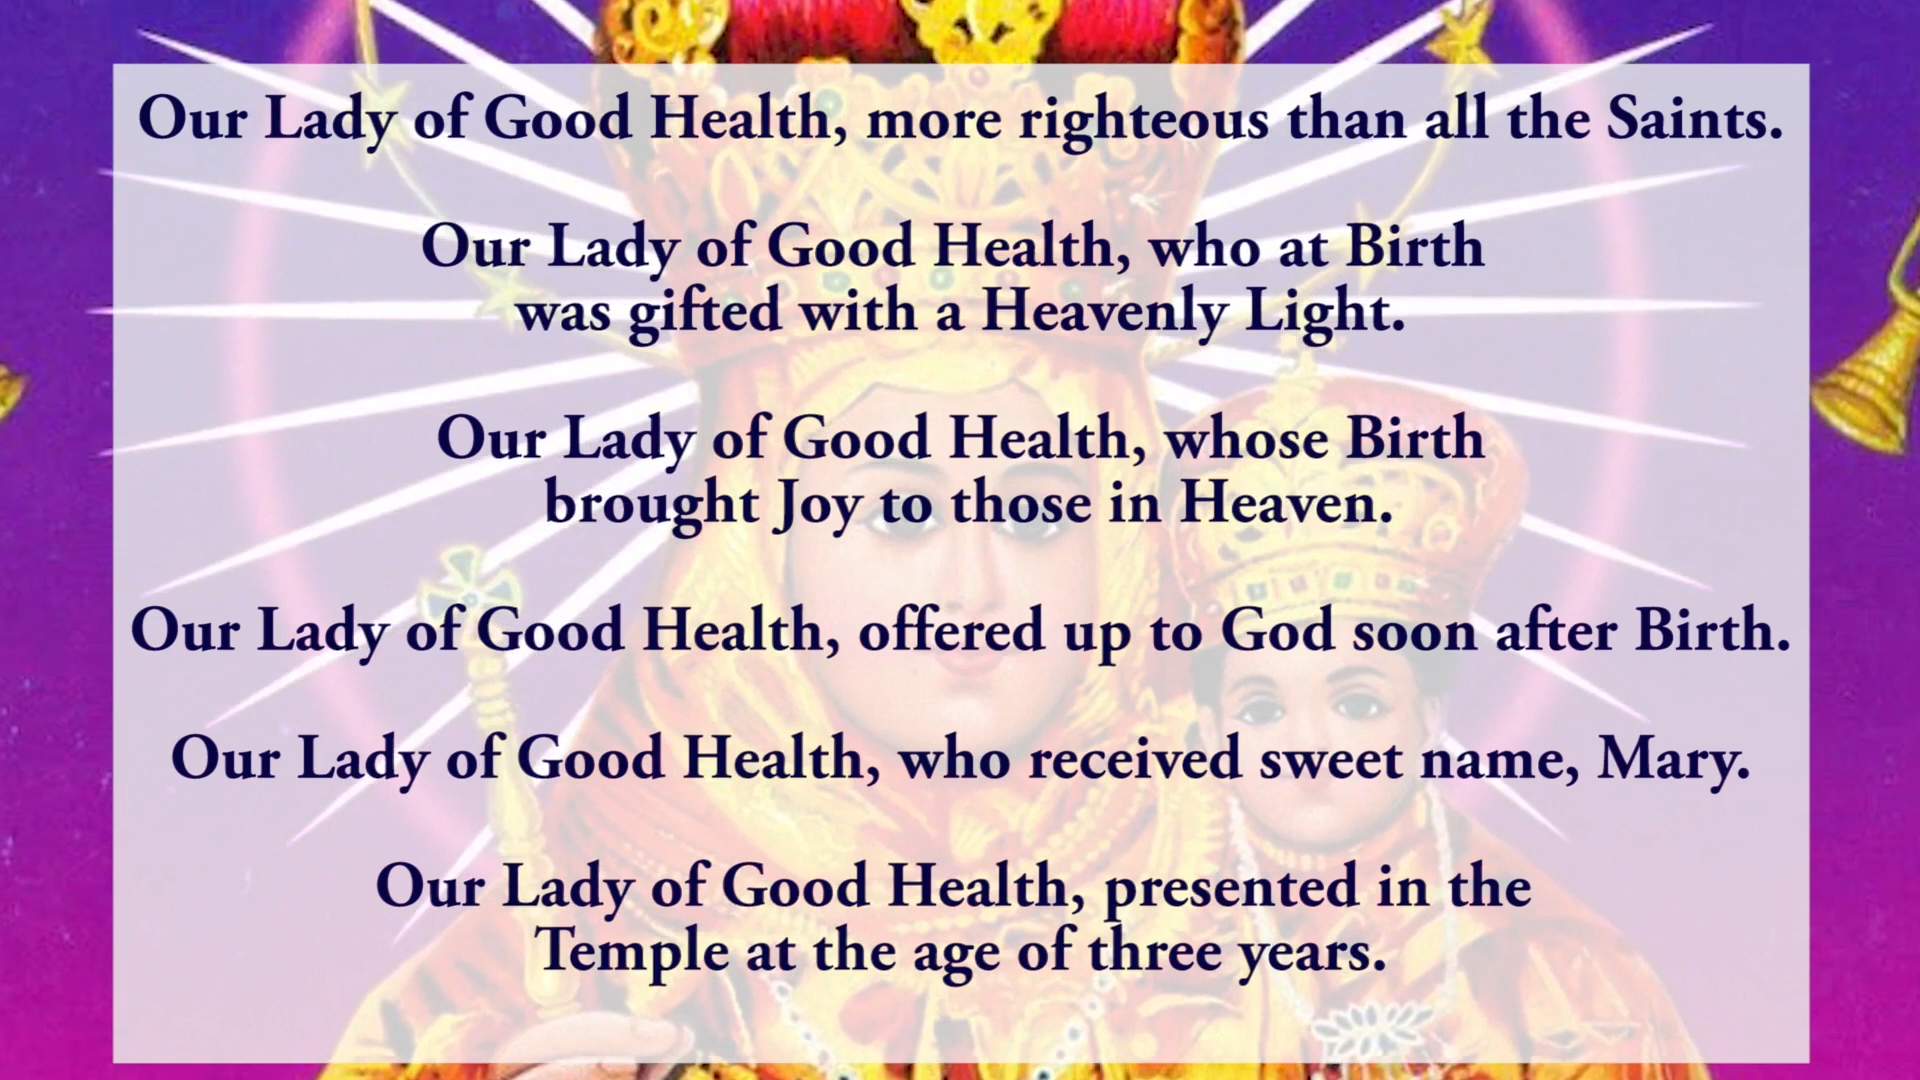 Our Lady of Good Health, more righteous than all the Saints.
Our Lady of Good Health, who at Birth
was gifted with a Heavenly Light.
Our Lady of Good Health, whose Birth
brought Joy to those in Heaven.
Our Lady of Good Health, offered up to God soon after Birth.
Our Lady of Good Health, who received sweet name, Mary.
Our Lady of Good Health, presented in the
Temple at the age of three years.